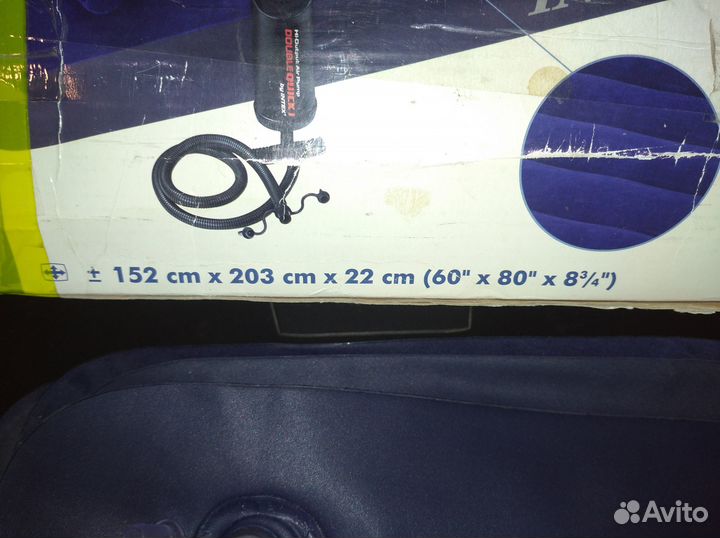 Hi-Output Air Pump
DOUBLE QUICK I
by INTEX
± 152 cm x 203 cm x 22 cm (60" x 80" x 8¾")
Avito